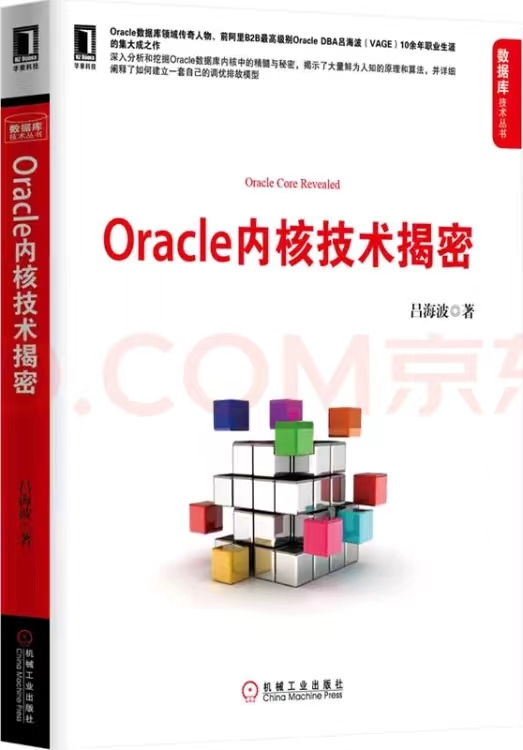 华章科技
Oracle数据库领域传奇人物、前阿里B2B最高级别Oracle DBA吕海波（VAGE）10余年职业生涯
的集大成之作
深入分析和挖掘Oracle数据库内核中的精髓与秘密，揭示了大量鲜为人知的原理和算法，并详细
阐释了如何建立一套自己的调优排故模型
数据库
技术丛书
Oracle Core Revealed
Oracle内核技术揭密
吕海波◎著
.COM京东
机械工业出版社
China Machine Press
华章科技
数据库
技术丛书
Oracle内核技术揭密
吕海波◎著
机械工业出版社
China Machine Press